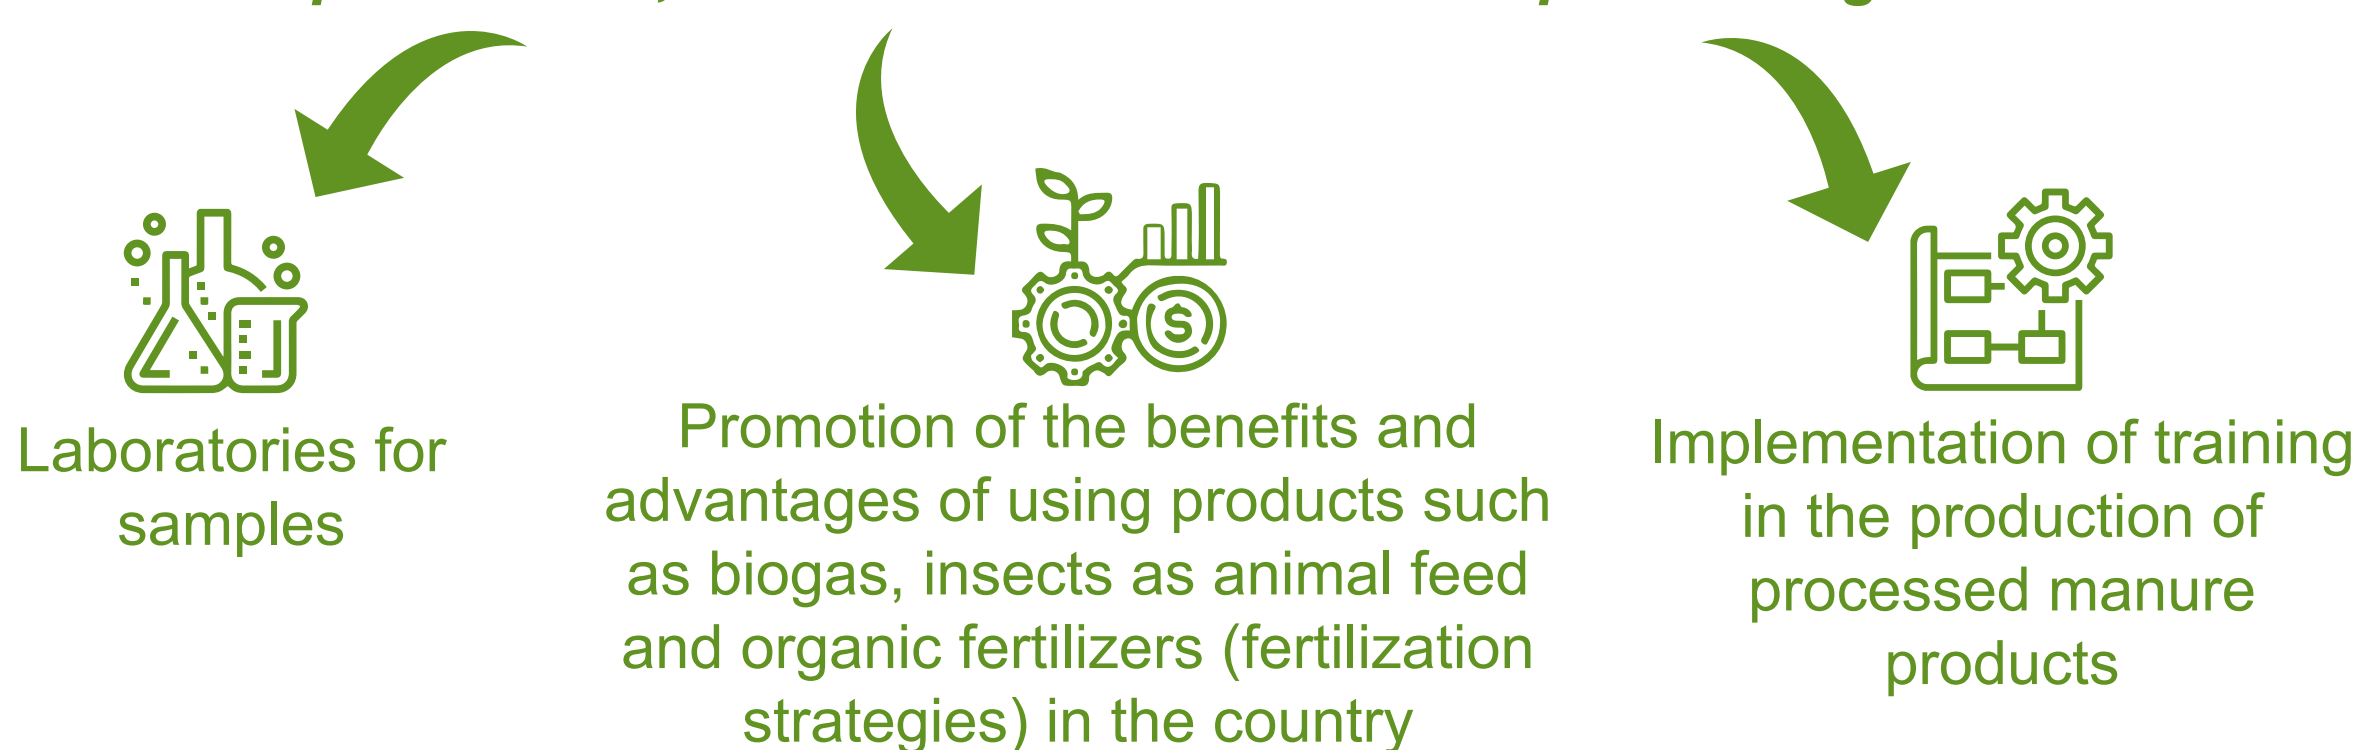 Laboratories for
samples
Promotion of the benefits and
advantages of using products such
as biogas, insects as animal feed
and organic fertilizers (fertilization
strategies) in the country
Implementation of training
in the production of
processed manure
products
$